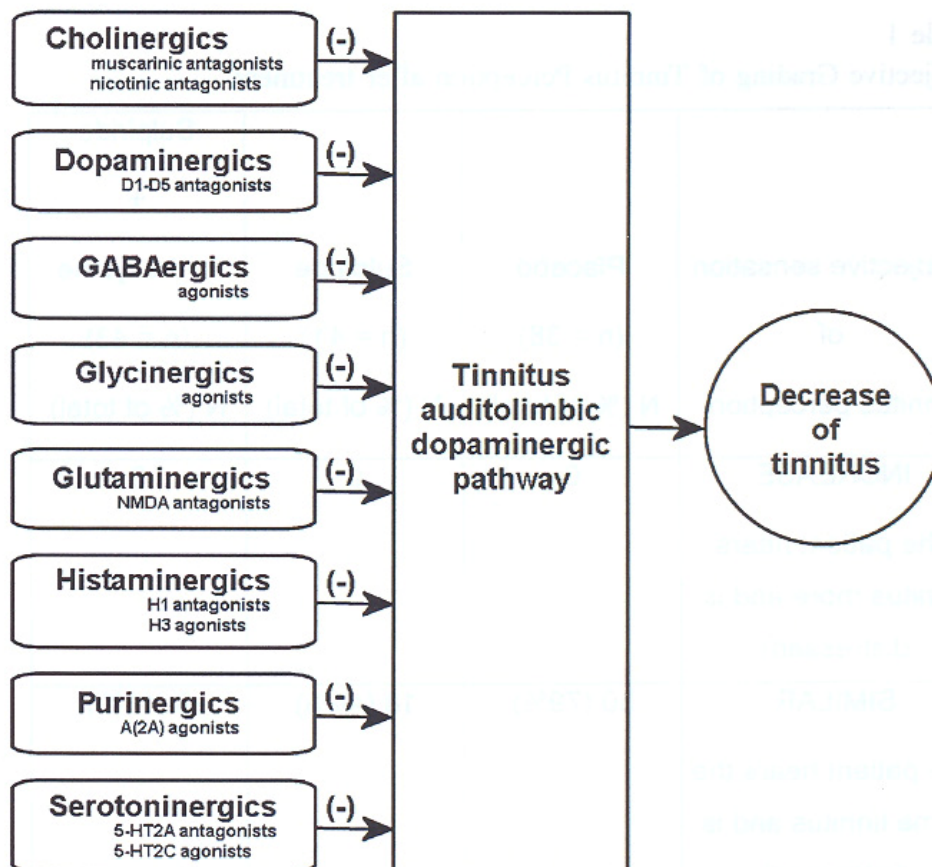 Cholinergics
muscarinic antagonists
nicotinic antagonists
(-)
Dopaminergics
D1-D5 antagonists
(-)
GABAergics
agonists
(-)
Glycinergics
agonists
(-)
Glutaminergics
NMDA antagonists
(-)
Histaminergics
H1 antagonists
H3 agonists
(-)
Purinergics
A(2A) agonists
(-)
Serotoninergics
5-HT2A antagonists
5-HT2C agonists
(-)
Tinnitus
auditolimbic
dopaminergic
pathway
Decrease
of
tinnitus